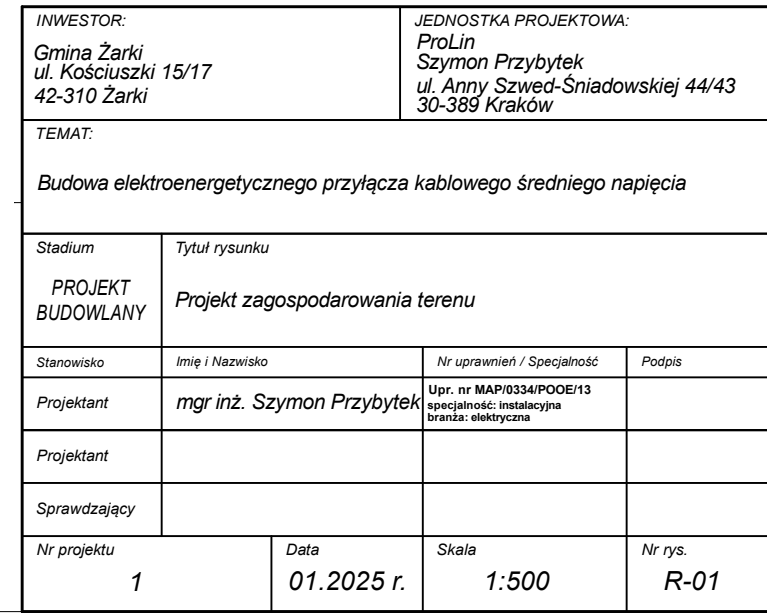 INWESTOR:
Gmina Żarki
ul. Kościuszki 15/17
42-310 Żarki
JEDNOSTKA PROJEKTOWA:
ProLin
Szymon Przybytek
ul. Anny Szwed-Śniadowskiej 44/43
30-389 Kraków
TEMAT:
Budowa elektroenergetycznego przyłącza kablowego średniego napięcia
Stadium
PROJEKT
BUDOWLANY
Tytuł rysunku
Projekt zagospodarowania terenu
Stanowisko
Imię i Nazwisko
Nr uprawnień / Specjalność
Podpis
Projektant
mgr inż. Szymon Przybytek
Upr. nr MAP/0334/POOE/13
specjalność: instalacyjna
branża: elektryczna
Projektant
Sprawdzający
Nr projektu
1
Data
01.2025 r.
Skala
1:500
Nr rys.
R-01